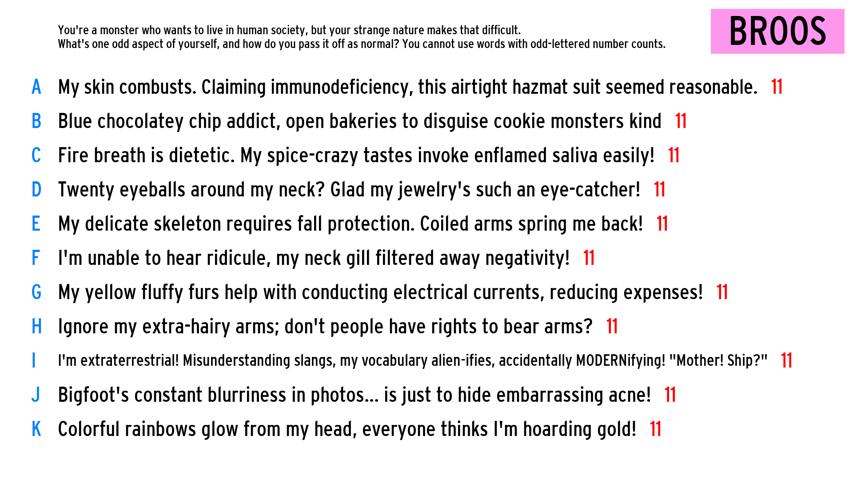 You're a monster who wants to live in human society, but your strange nature makes that difficult.
What's one odd aspect of yourself, and how do you pass it off as normal? You cannot use words with odd-lettered number counts.
BROOS
A My skin combusts. Claiming immunodeficiency, this airtight hazmat suit seemed reasonable. 11
B Blue chocolatey chip addict, open bakeries to disguise cookie monsters kind 11
C Fire breath is dietetic. My spice-crazy tastes invoke enflamed saliva easily! 11
D Twenty eyeballs around my neck? Glad my jewelry's such an eye-catcher! 11
E My delicate skeleton requires fall protection. Coiled arms spring me back! 11
F I'm unable to hear ridicule, my neck gill filtered away negativity! 11
G My yellow fluffy furs help with conducting electrical currents, reducing expenses! 11
H Ignore my extra-hairy arms; don't people have rights to bear arms? 11
I I'm extraterrestrial! Misunderstanding slangs, my vocabulary alien-ifies, accidentally MODERNifying! "Mother! Ship?" 11
J Bigfoot's constant blurriness in photos... is just to hide embarrassing acne! 11
K Colorful rainbows glow from my head, everyone thinks I'm hoarding gold! 11